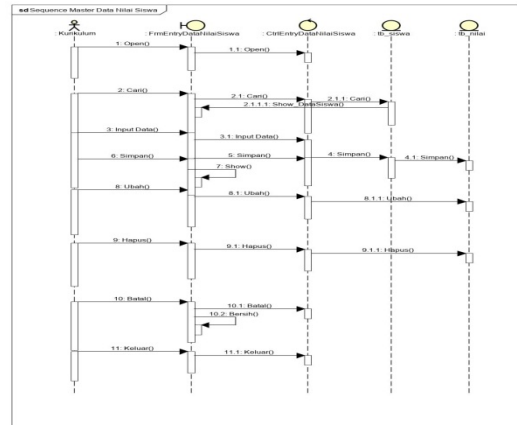 sd Sequence Master Data Nilai Siswa
: Kurikulum : FrmEntryDataNilaiSiswa : CtrlEntryDataNilaiSiswa : tb_siswa : tb_nilai
1: Open()
1.1: Open()
2: Cari()
2.1: Cari()
2.1.1: Cari()
2.1.1.1: Show_DataSiswa()
3: Input Data()
3.1: Input Data()
6: Simpan()
5: Simpan()
4: Simpan()
4.1: Simpan()
7: Show()
8: Ubah()
8.1: Ubah()
8.1.1: Ubah()
9: Hapus()
9.1: Hapus()
9.1.1: Hapus()
10: Batal()
10.1: Batal()
10.2: Bersih()
11: Keluar()
11.1: Keluar()